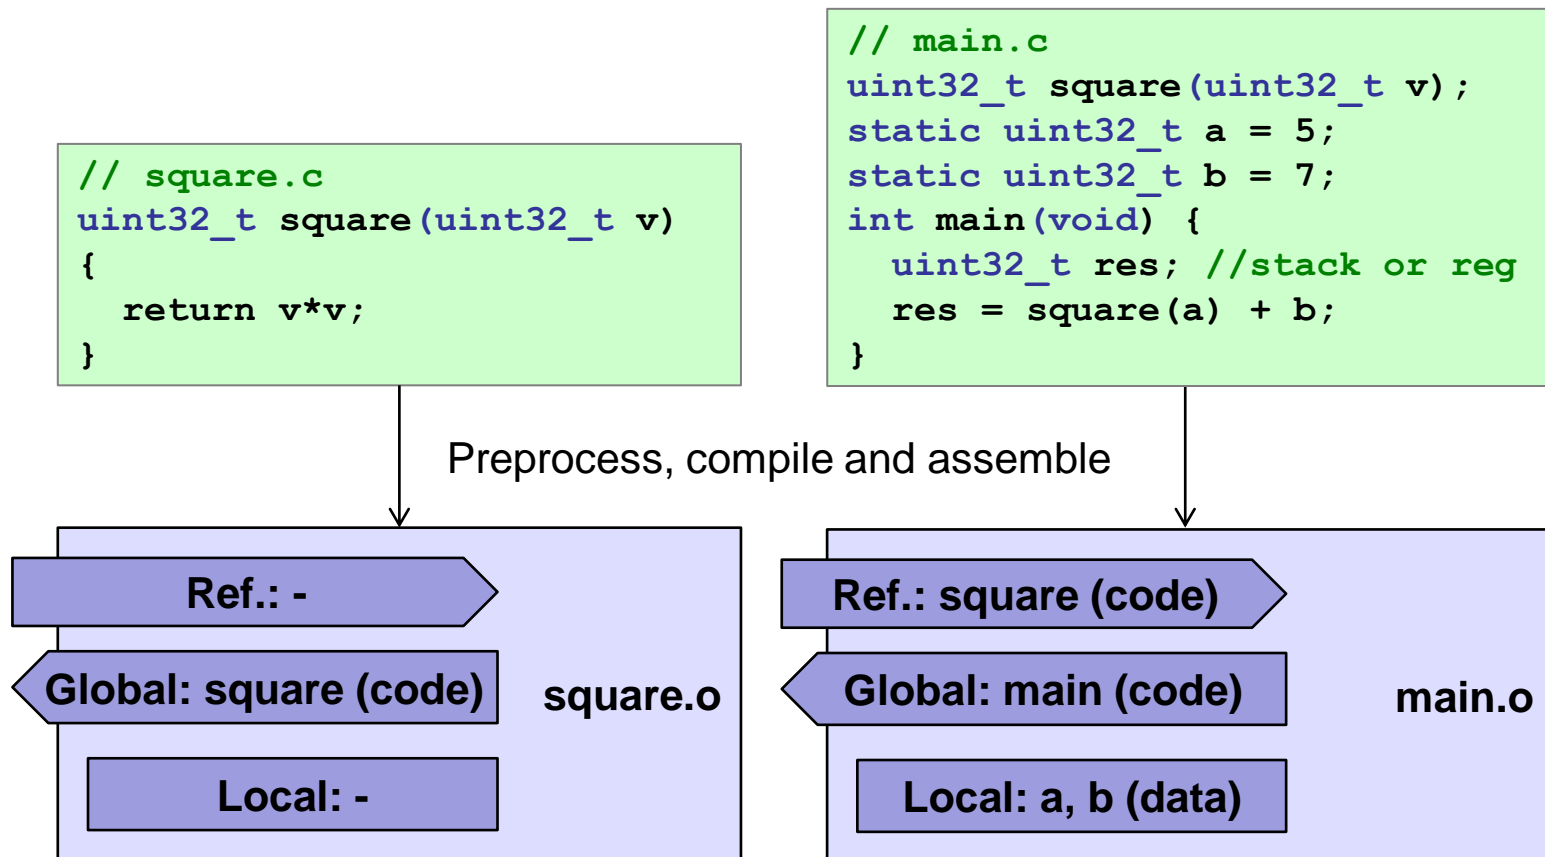 // square.c
uint32_t square(uint32_t v)
{
  return v*v;
}
// main.c
uint32_t square(uint32_t v);
static uint32_t a = 5;
static uint32_t b = 7;
int main(void) {
  uint32_t res; //stack or reg
  res = square(a) + b;
}
Preprocess, compile and assemble
Ref.: -
Global: square (code)
square.o
Local: -
Ref.: square (code)
Global: main (code)
main.o
Local: a, b (data)